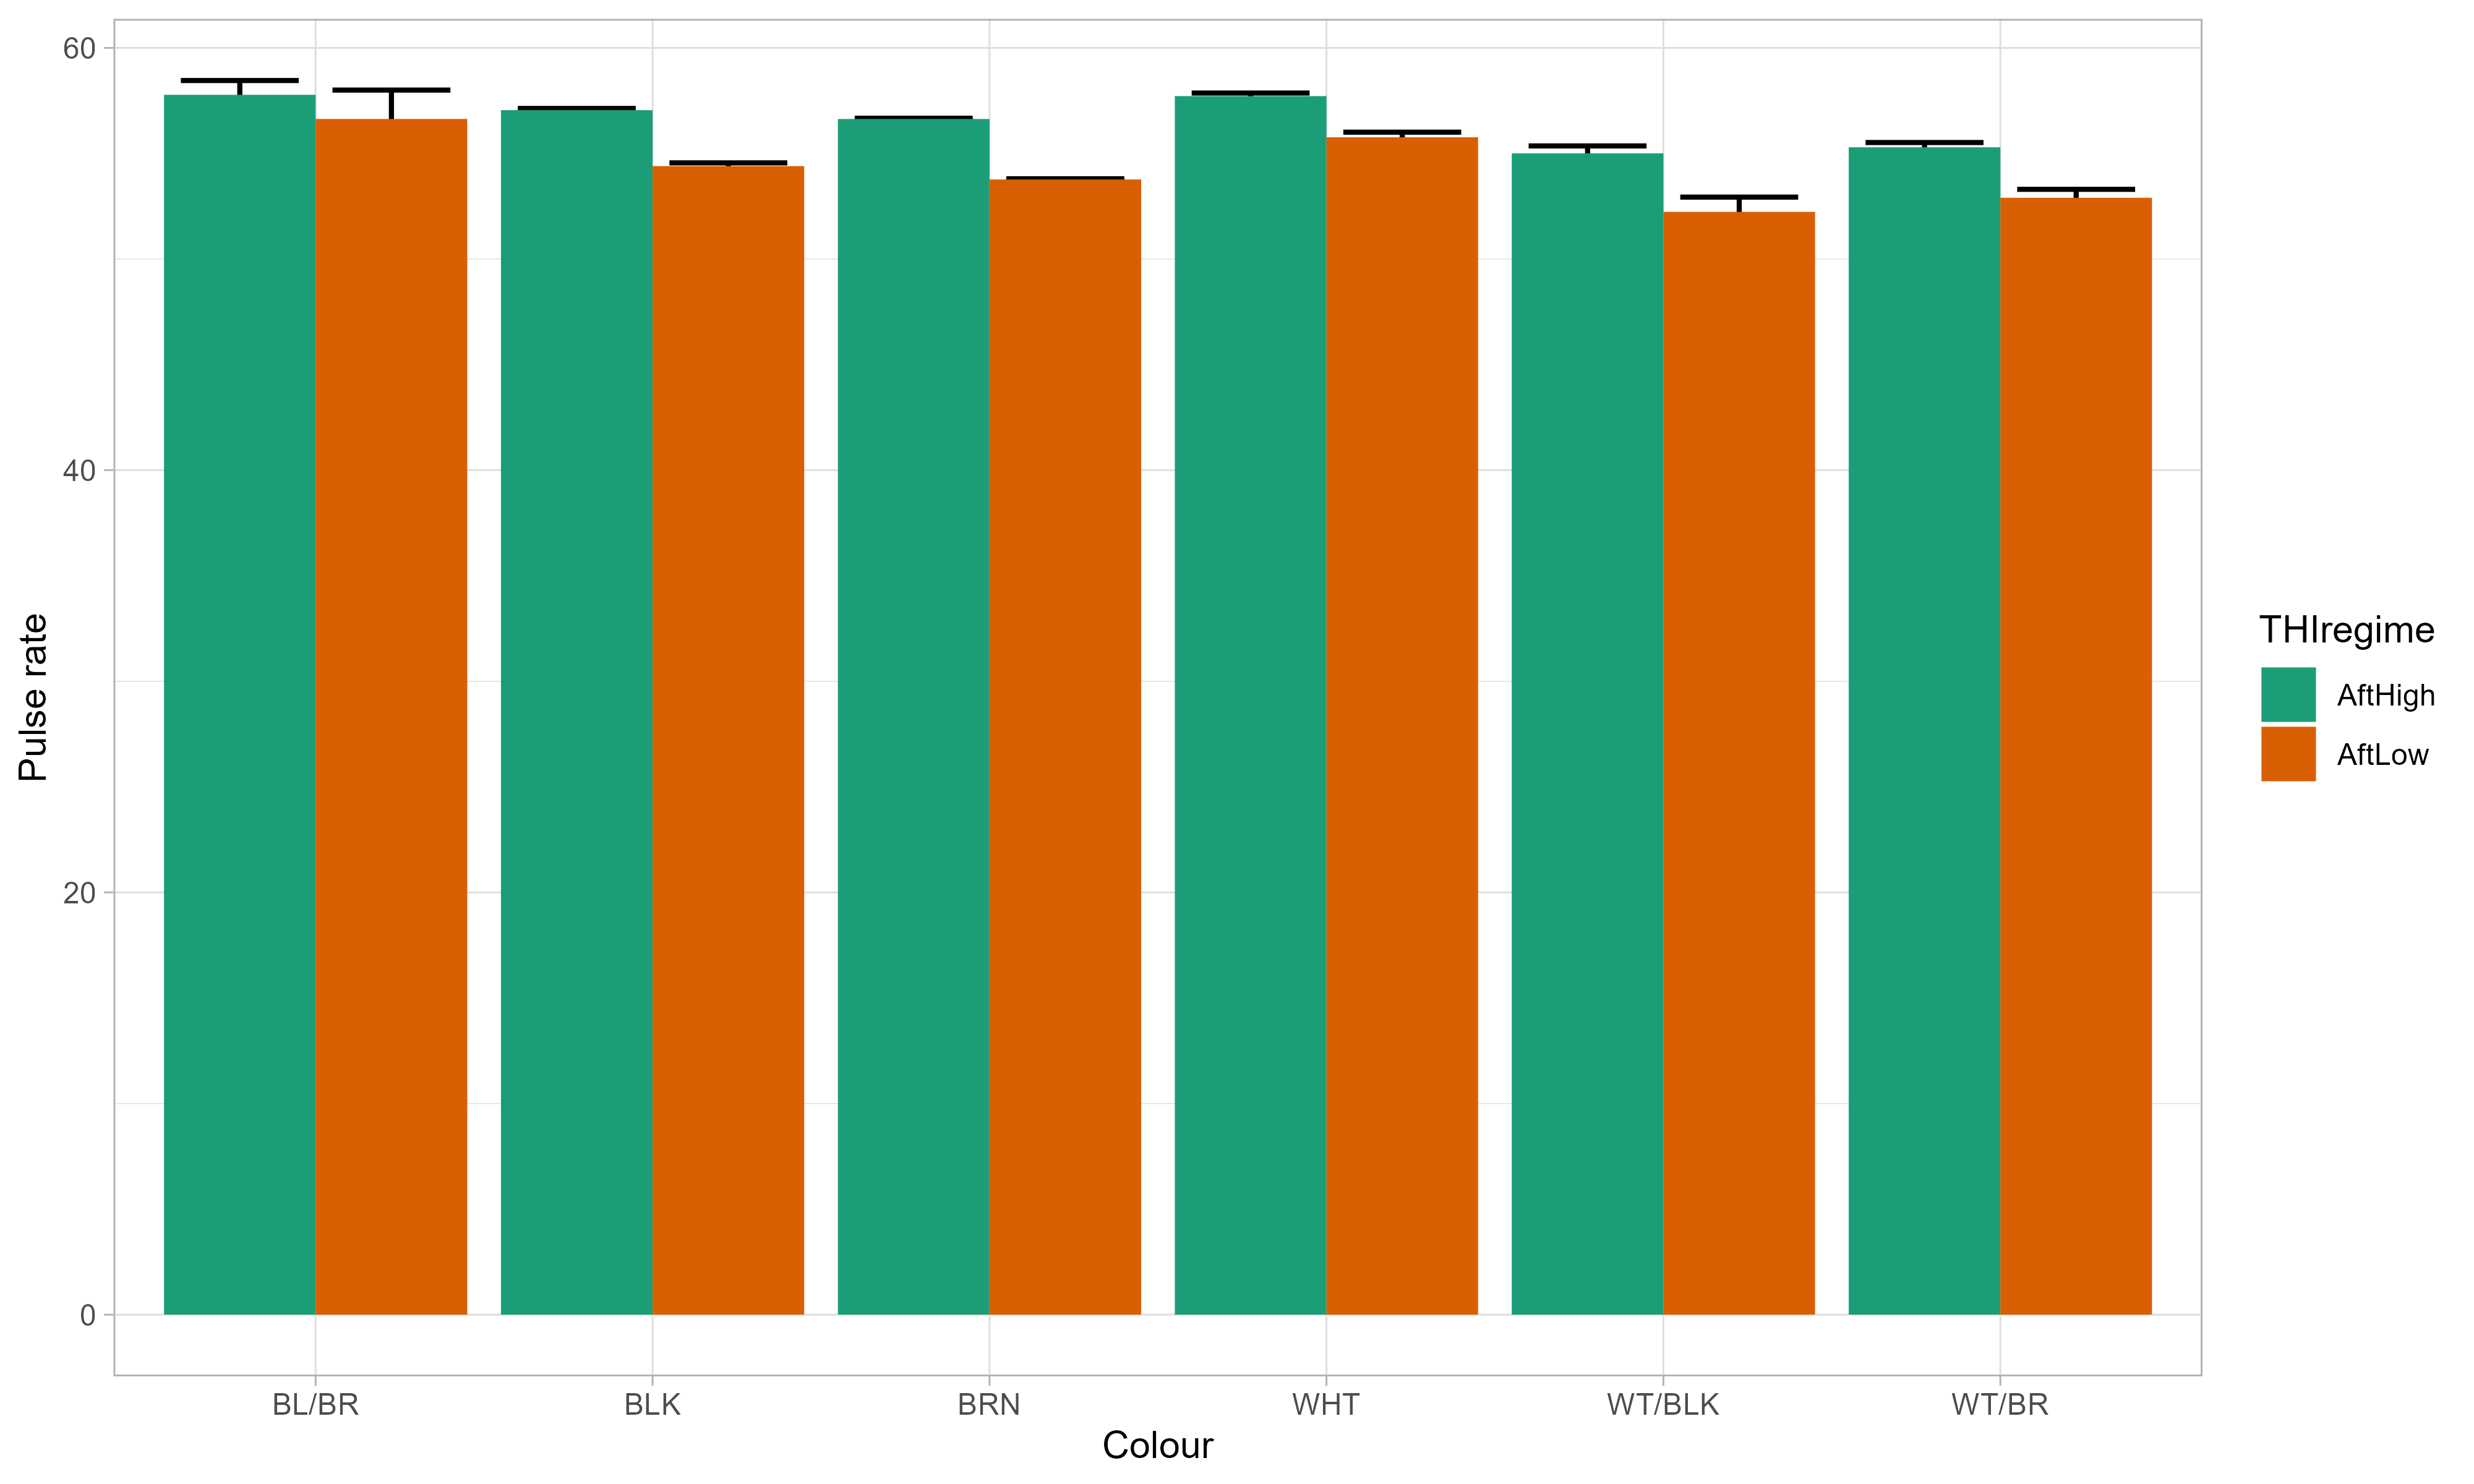 60
40
20
0
Pulse rate
BL/BR BLK BRN WHT WT/BLK WT/BR
Colour
THIregime
AftHigh
AftLow